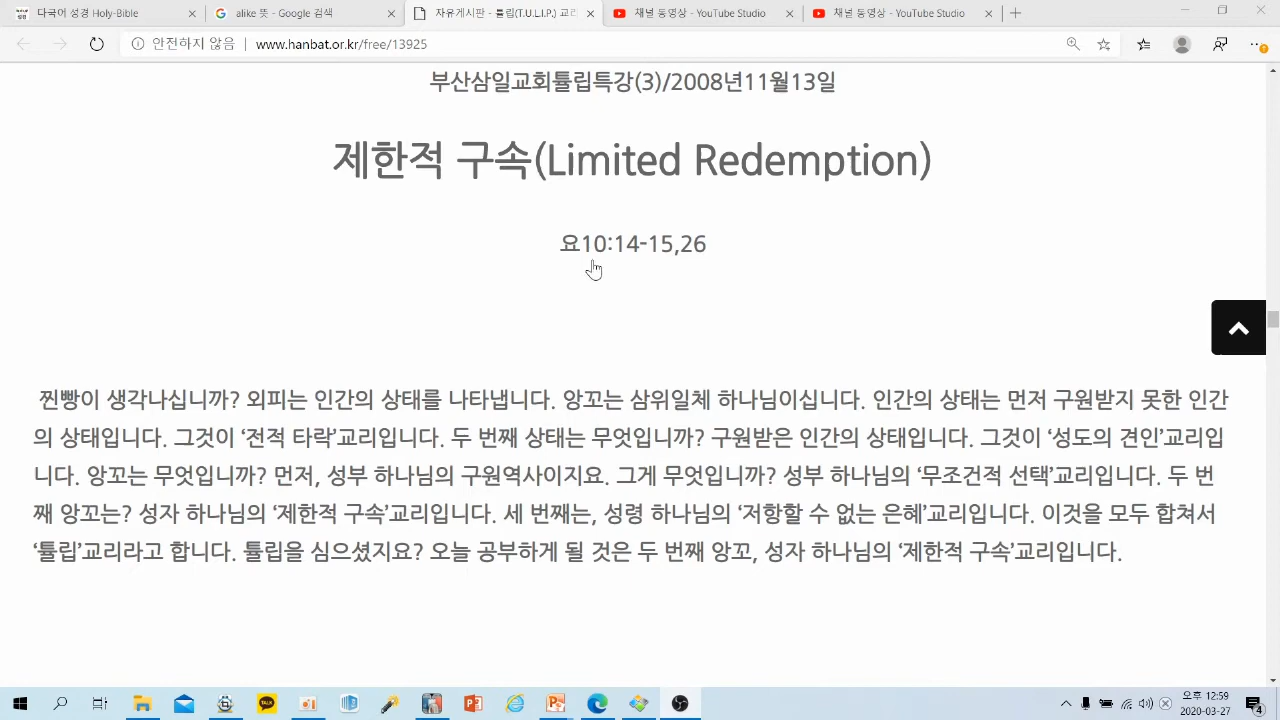 다국어 성경 Holy Bible
alike 뜻 - Google 검색
자유게시판 - 튤립(T.U.L.I.P.) 교리
채널 동영상 - YouTube Studio
채널 동영상 - YouTube Studio
안전하지 않음 | www.hanbat.or.kr/free/13925
부산삼일교회튤립특강(3)/2008년11월13일
제한적 구속(Limited Redemption)
요10:14-15,26
찐빵이 생각나십니까? 외피는 인간의 상태를 나타냅니다. 앙꼬는 삼위일체 하나님이십니다. 인간의 상태는 먼저 구원받지 못한 인간
의 상태입니다. 그것이 ‘전적 타락’교리입니다. 두 번째 상태는 무엇입니까? 구원받은 인간의 상태입니다. 그것이 ‘성도의 견인’교리입
니다. 앙꼬는 무엇입니까? 먼저, 성부 하나님의 구원역사이지요. 그게 무엇입니까? 성부 하나님의 ‘무조건적 선택’교리입니다. 두 번
째 앙꼬는? 성자 하나님의 ‘제한적 구속’교리입니다. 세 번째는, 성령 하나님의 ‘저항할 수 없는 은혜’교리입니다. 이것을 모두 합쳐서
‘튤립’교리라고 합니다. 튤립을 심으셨지요? 오늘 공부하게 될 것은 두 번째 앙꼬, 성자 하나님의 ‘제한적 구속’교리입니다.
오후 12:59
2020-03-27